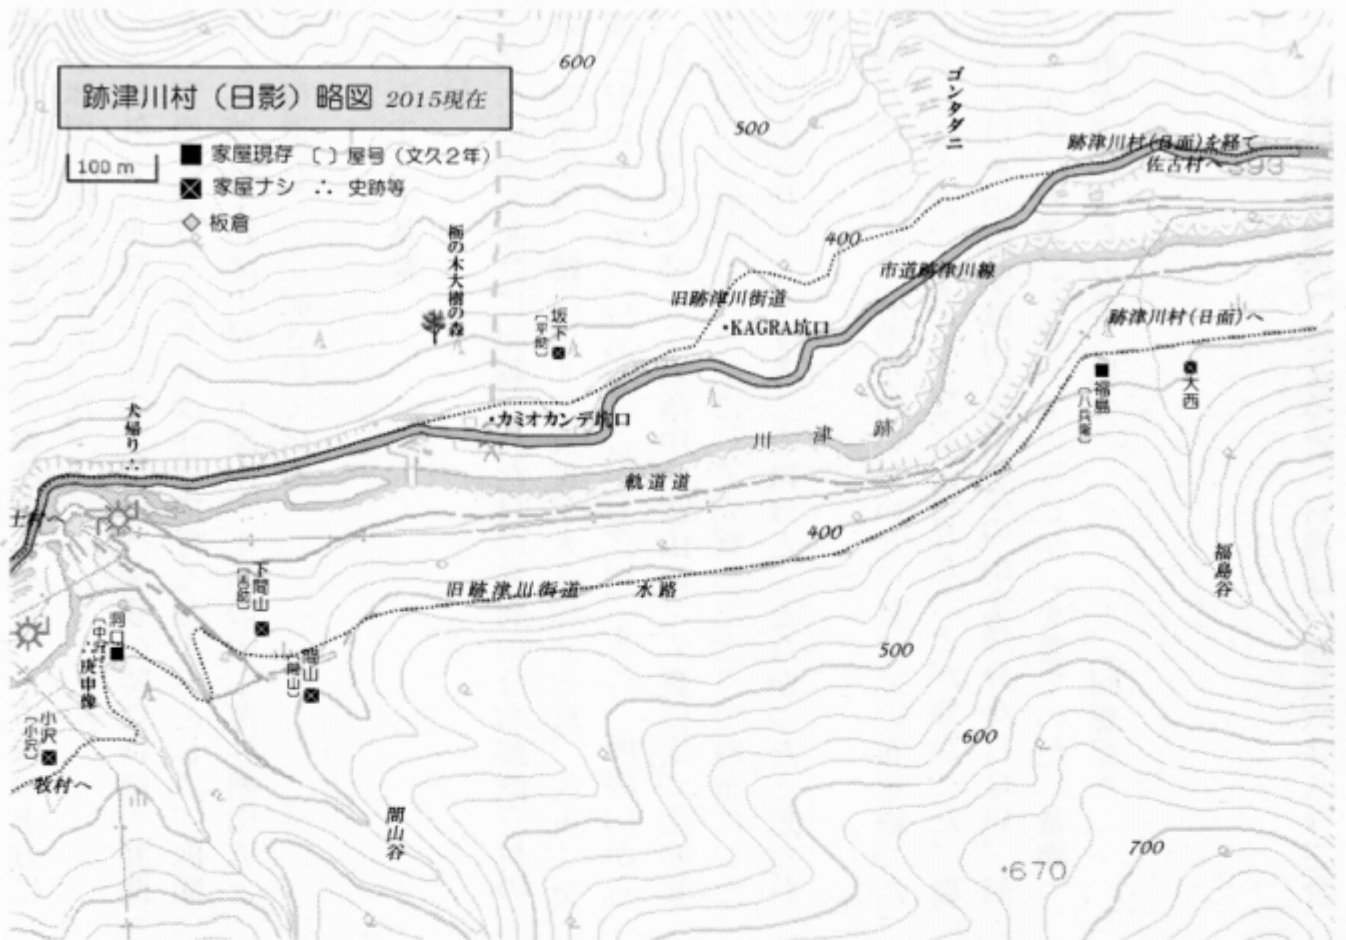 跡津川村（日影）略図 2015現在
100 m
家屋現存 〔 〕屋号（文久2年）
家屋ナシ ∴ 史跡等
板倉
600
500
ゴンタダニ
跡津川村(日面)を経て
佐古村へ
593
栃の木大樹の森
400
市道跡津川線
旧跡津川街道
・KAGRA坑口
跡津川村(日面)へ
坂下
福島
大西
犬帰り
・カミオカンデ坑口
跡津川
軌道道
土村へ
400
旧跡津川街道
水路
下間山
福島谷
洞口
間山
庚申像
500
小沢
〔小沢〕
牧村へ
600
間山谷
700
・670